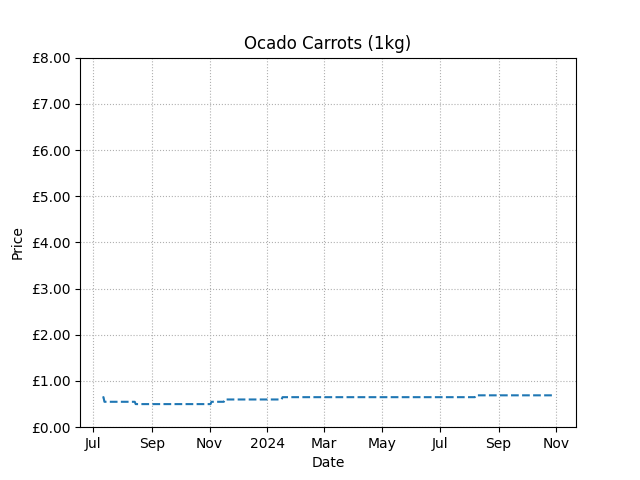 Ocado Carrots (1kg)
£8.00
£7.00
£6.00
£5.00
£4.00
£3.00
£2.00
£1.00
£0.00
Price
Jul Sep Nov 2024 Mar May Jul Sep Nov
Date